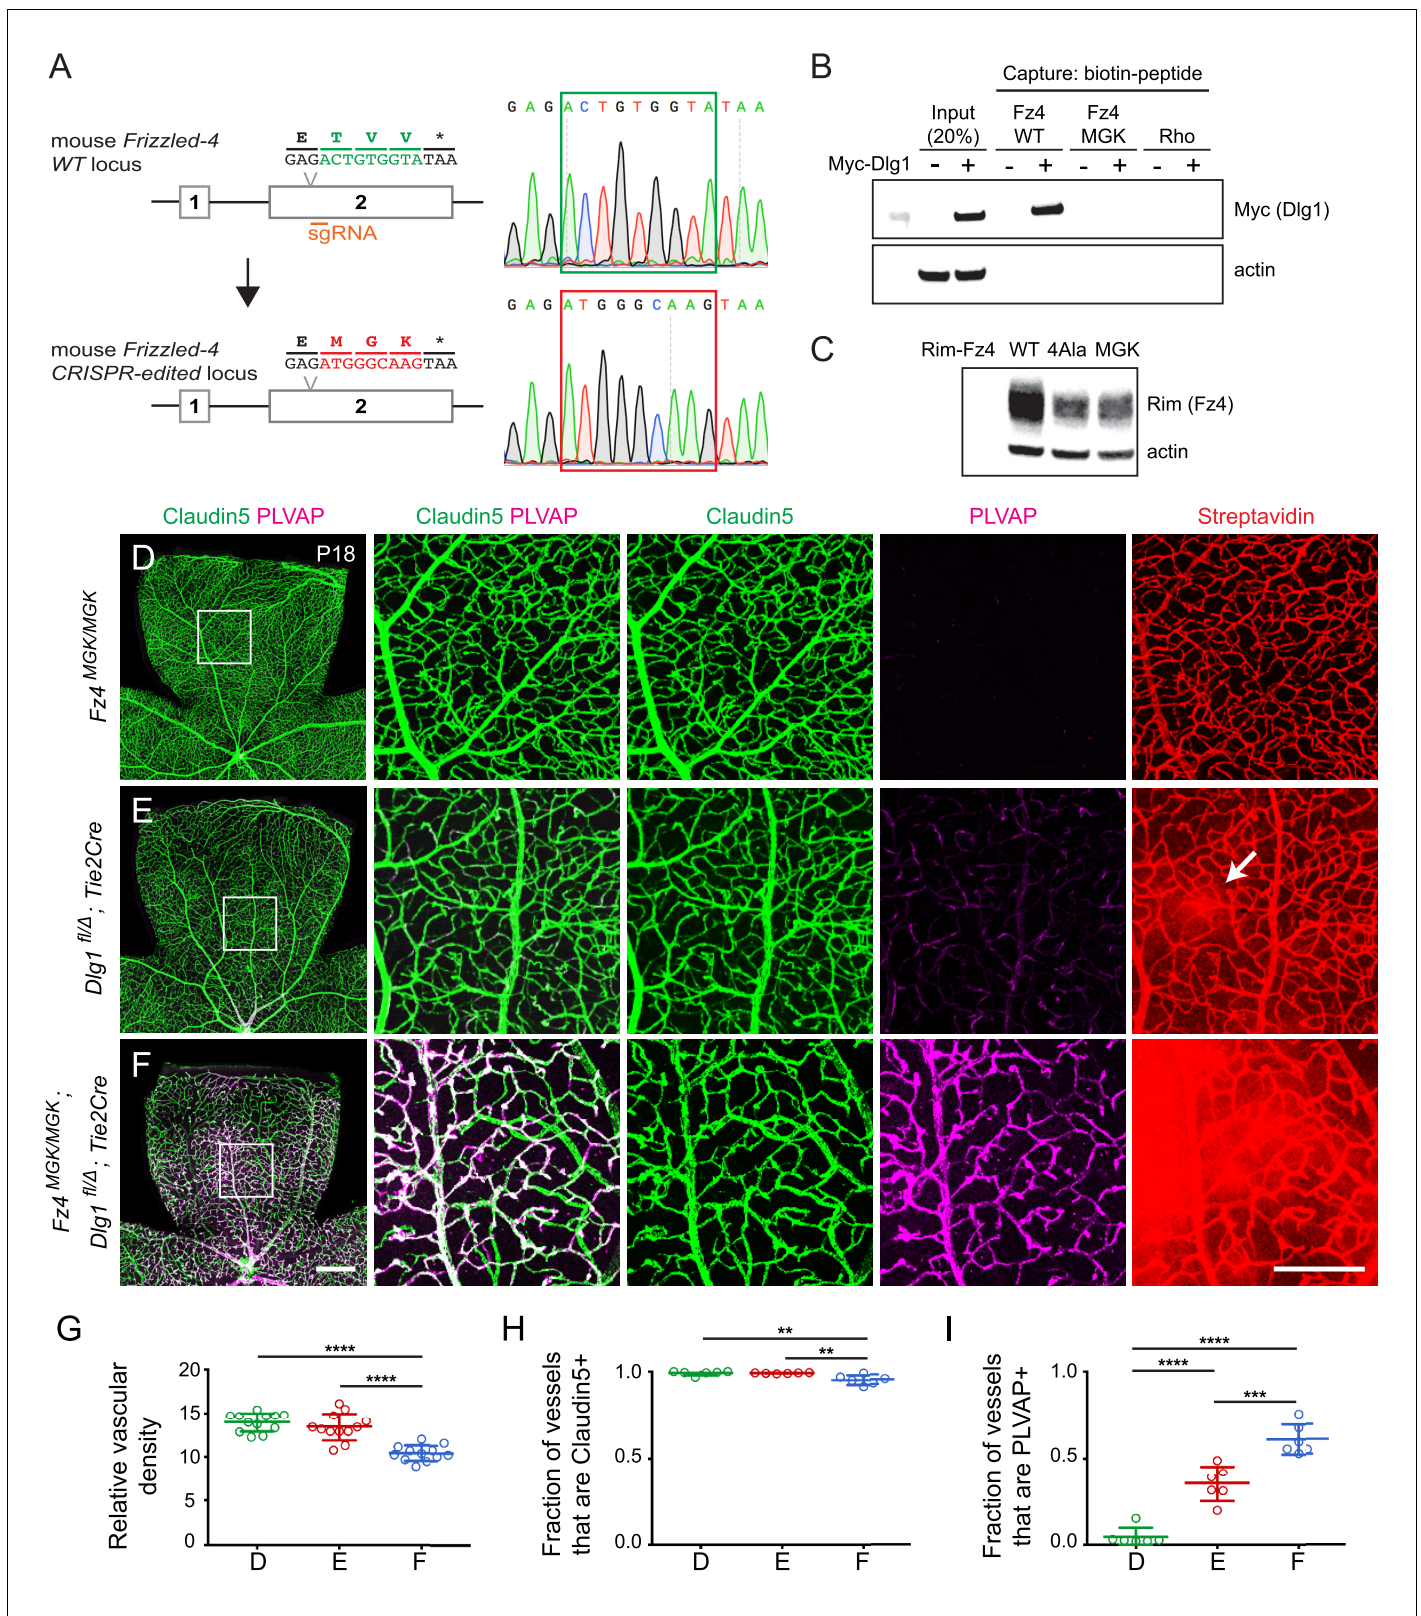 A
mouse Frizzled-4
WT locus
E T V V *
GAGACTGTGGTATAA
1
2
sgRNA
mouse Frizzled-4
CRISPR-edited locus
E M G K *
GAGATGGGCAAGTAA
1
2
G A G A C T G T G G T A T A A
G A G A T G G G C A A G T A A
B
Capture: biotin-peptide
Input
(20%)
Fz4
WT
Fz4
MGK
Rho
Myc-Dlg1
- + - + - + - +
Myc (Dlg1)
actin
C
Rim-Fz4 WT 4Ala MGK
Rim (Fz4)
actin
Claudin5 PLVAP
Claudin5 PLVAP
Claudin5
PLVAP
Streptavidin
D
P18
Fz4 MGK/MGK
E
Dlg1 fl/Δ; Tie2Cre
F
Fz4 MGK/MGK;
Dlg1 fl/Δ; Tie2Cre
G
Relative vascular
density
20
15
10
5
0
****
****
D E F
H
Fraction of vessels
that are Claudin5+
1.0
0.5
0.0
**
**
D E F
I
Fraction of vessels
that are PLVAP+
1.0
0.5
0.0
****
****
***
D E F